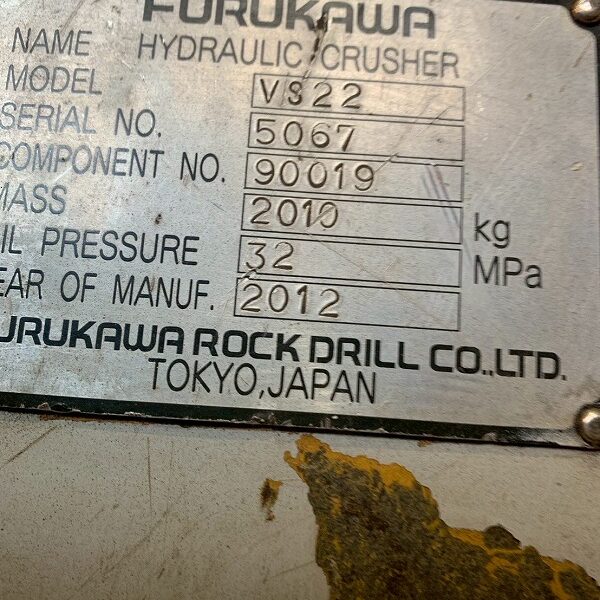 FURUKAWA
NAME HYDRAULIC CRUSHER
MODEL VS22
SERIAL NO. 5067
COMPONENT NO. 90019
MASS 2010 kg
IL PRESSURE 32 MPa
EAR OF MANUF. 2012
URUKAWA ROCK DRILL CO.,LTD.
TOKYO,JAPAN